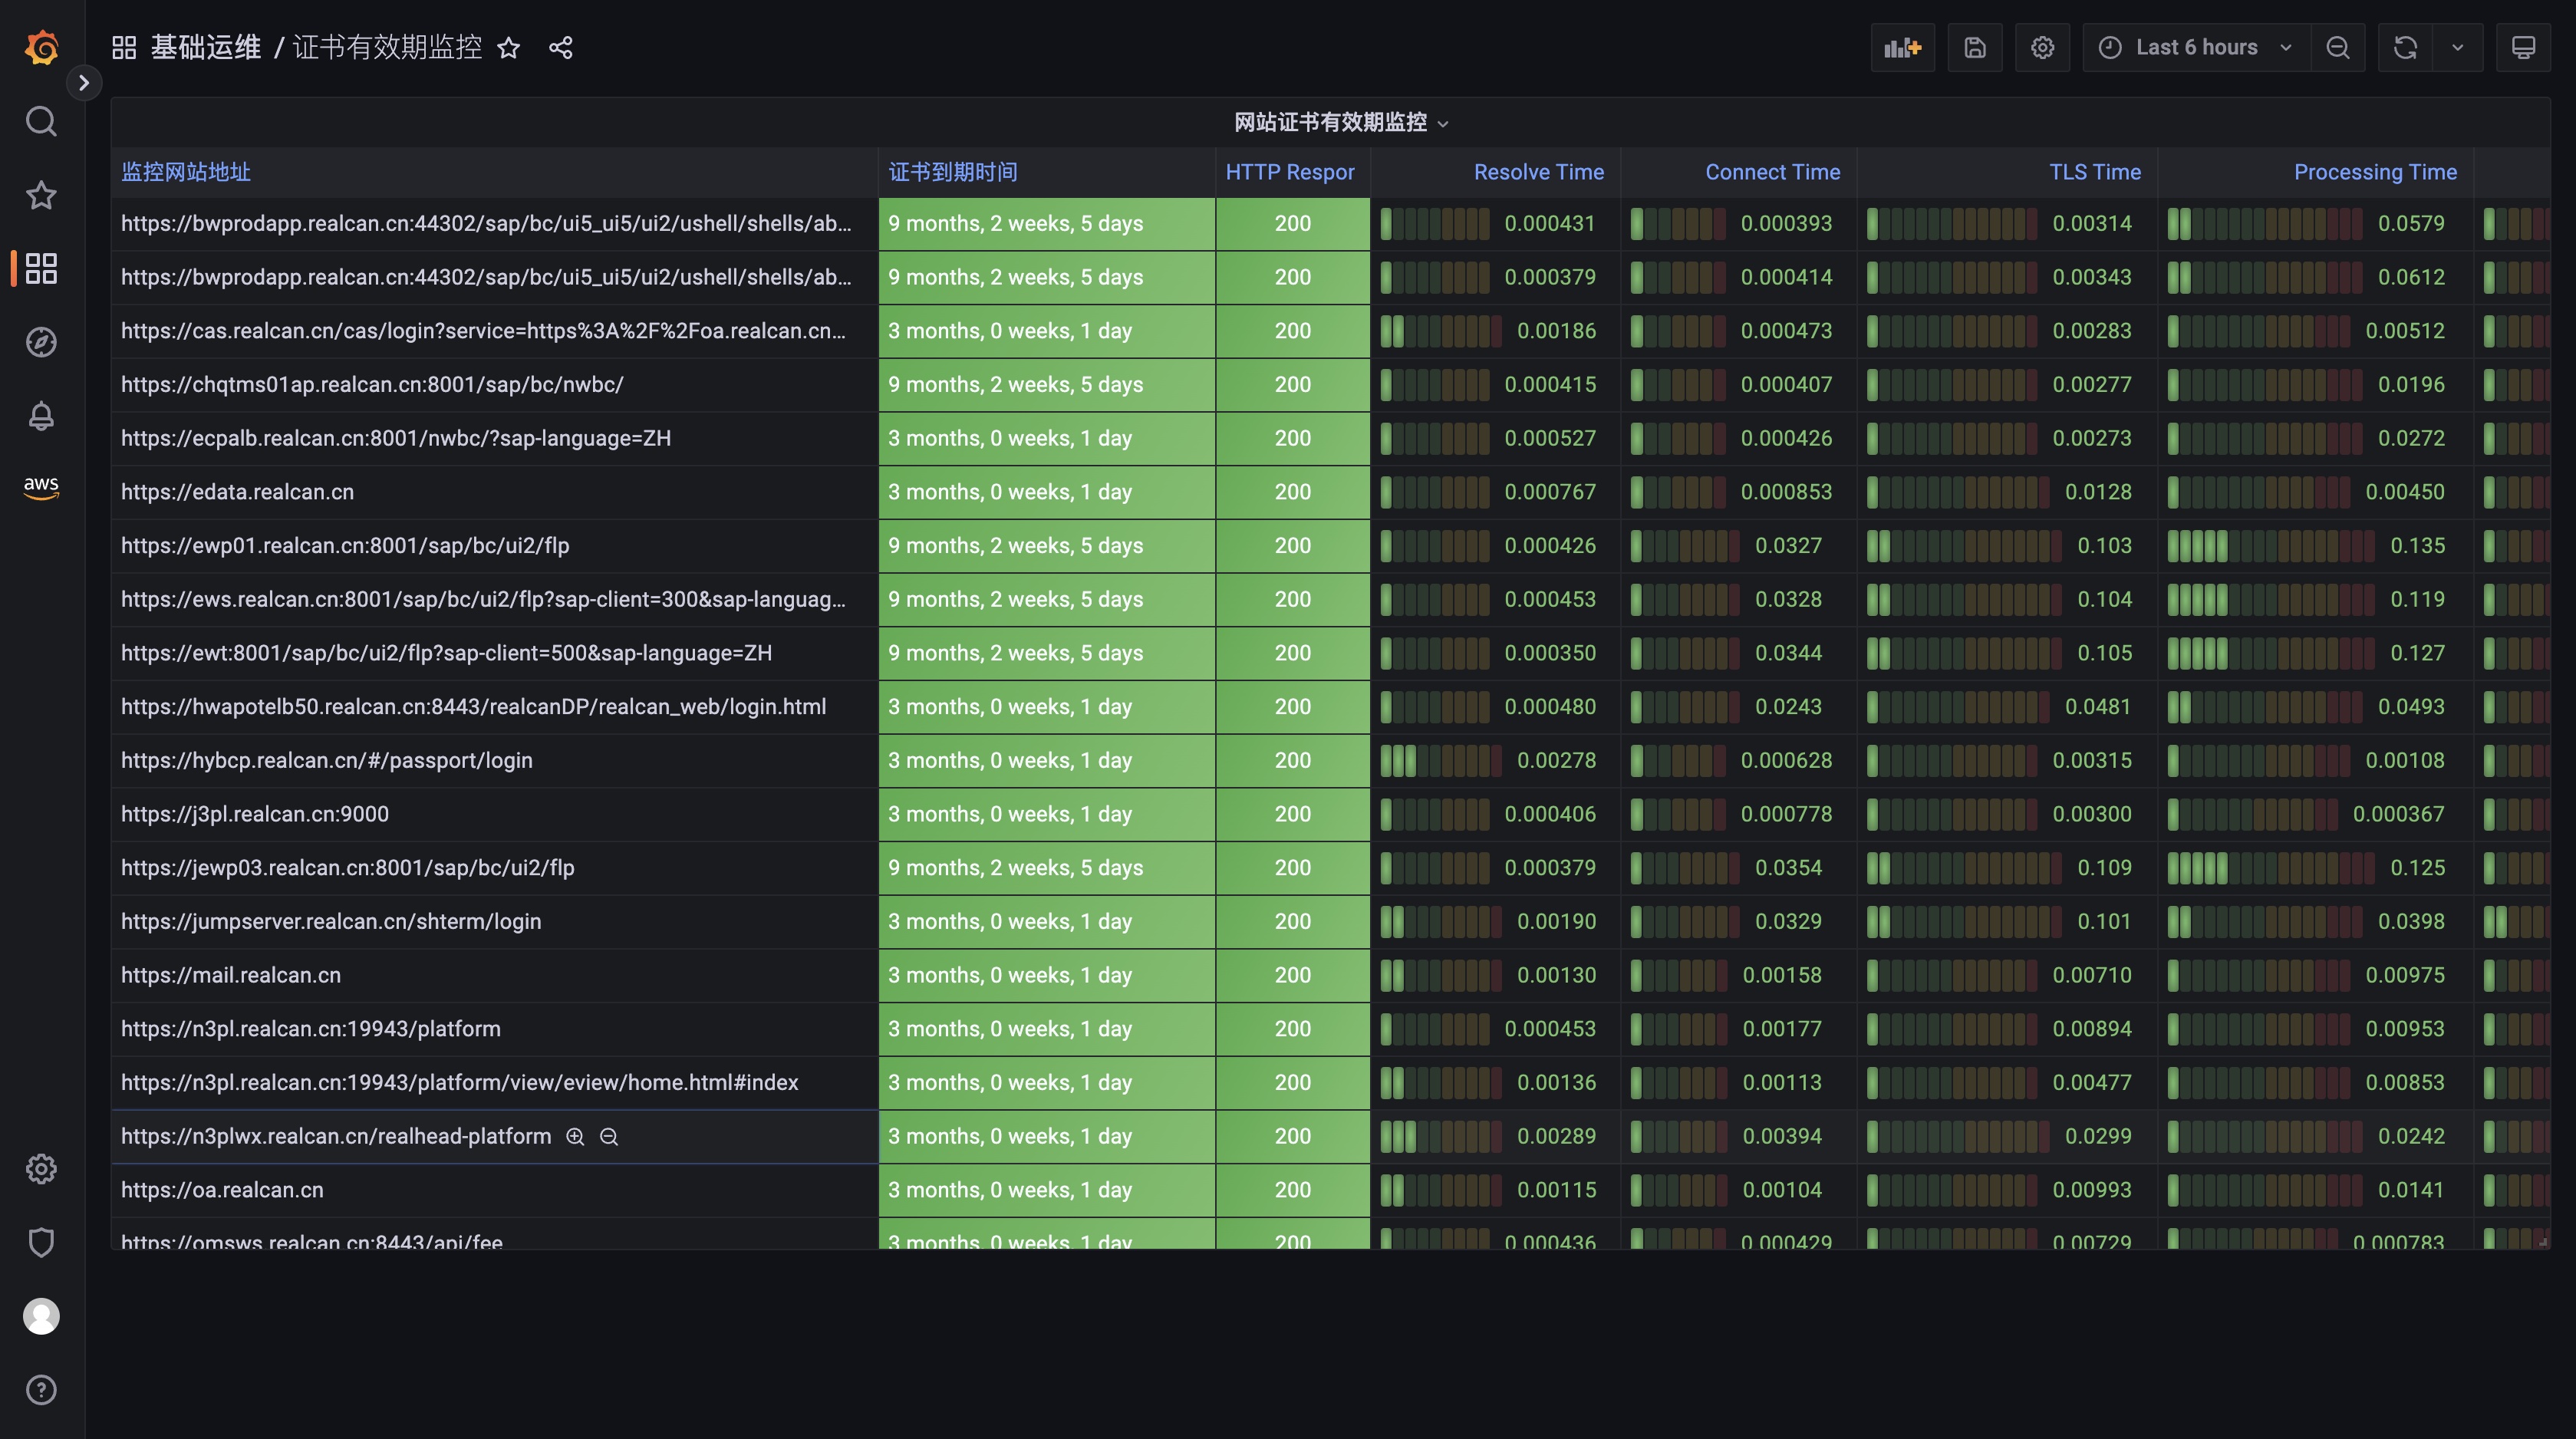 基础运维 / 证书有效期监控
Last 6 hours
网站证书有效期监控
监控网站地址 证书到期时间 HTTP Respor Resolve Time Connect Time TLS Time Processing Time
https://bwprodapp.realcan.cn:44302/sap/bc/ui5_ui5/ui2/ushell/shells/ab... 9 months, 2 weeks, 5 days 200 0.000431 0.000393 0.00314 0.0579
https://bwprodapp.realcan.cn:44302/sap/bc/ui5_ui5/ui2/ushell/shells/ab... 9 months, 2 weeks, 5 days 200 0.000379 0.000414 0.00343 0.0612
https://cas.realcan.cn/cas/login?service=https%3A%2F%2Foa.realcan.cn... 3 months, 0 weeks, 1 day 200 0.00186 0.000473 0.00283 0.00512
https://chqtms01ap.realcan.cn:8001/sap/bc/nwbc/ 9 months, 2 weeks, 5 days 200 0.000415 0.000407 0.00277 0.0196
https://ecpalb.realcan.cn:8001/nwbc/?sap-language=ZH 3 months, 0 weeks, 1 day 200 0.000527 0.000426 0.00273 0.0272
https://edata.realcan.cn 3 months, 0 weeks, 1 day 200 0.000767 0.000853 0.0128 0.00450
https://ewp01.realcan.cn:8001/sap/bc/ui2/flp 9 months, 2 weeks, 5 days 200 0.000426 0.0327 0.103 0.135
https://ews.realcan.cn:8001/sap/bc/ui2/flp?sap-client=300&sap-languag... 9 months, 2 weeks, 5 days 200 0.000453 0.0328 0.104 0.119
https://ewt:8001/sap/bc/ui2/flp?sap-client=500&sap-language=ZH 9 months, 2 weeks, 5 days 200 0.000350 0.0344 0.105 0.127
https://hwapotelb50.realcan.cn:8443/realcanDP/realcan_web/login.html 3 months, 0 weeks, 1 day 200 0.000480 0.0243 0.0481 0.0493
https://hybcp.realcan.cn/#/passport/login 3 months, 0 weeks, 1 day 200 0.00278 0.000628 0.00315 0.00108
https://j3pl.realcan.cn:9000 3 months, 0 weeks, 1 day 200 0.000406 0.000778 0.00300 0.000367
https://jewp03.realcan.cn:8001/sap/bc/ui2/flp 9 months, 2 weeks, 5 days 200 0.000379 0.0354 0.109 0.125
https://jumpserver.realcan.cn/shterm/login 3 months, 0 weeks, 1 day 200 0.00190 0.0329 0.101 0.0398
aws
https://mail.realcan.cn 3 months, 0 weeks, 1 day 200 0.00130 0.00158 0.00710 0.00975
https://n3pl.realcan.cn:19943/platform 3 months, 0 weeks, 1 day 200 0.000453 0.00177 0.00894 0.00953
https://n3pl.realcan.cn:19943/platform/view/eview/home.html#index 3 months, 0 weeks, 1 day 200 0.00136 0.00113 0.00477 0.00853
https://n3plwx.realcan.cn/realhead-platform 3 months, 0 weeks, 1 day 200 0.00289 0.00394 0.0299 0.0242
https://oa.realcan.cn 3 months, 0 weeks, 1 day 200 0.00115 0.00104 0.00993 0.0141
https://omsws.realcan.cn:8443/api/fee 3 months, 0 weeks, 1 day 200 0.000436 0.000429 0.00729 0.000783